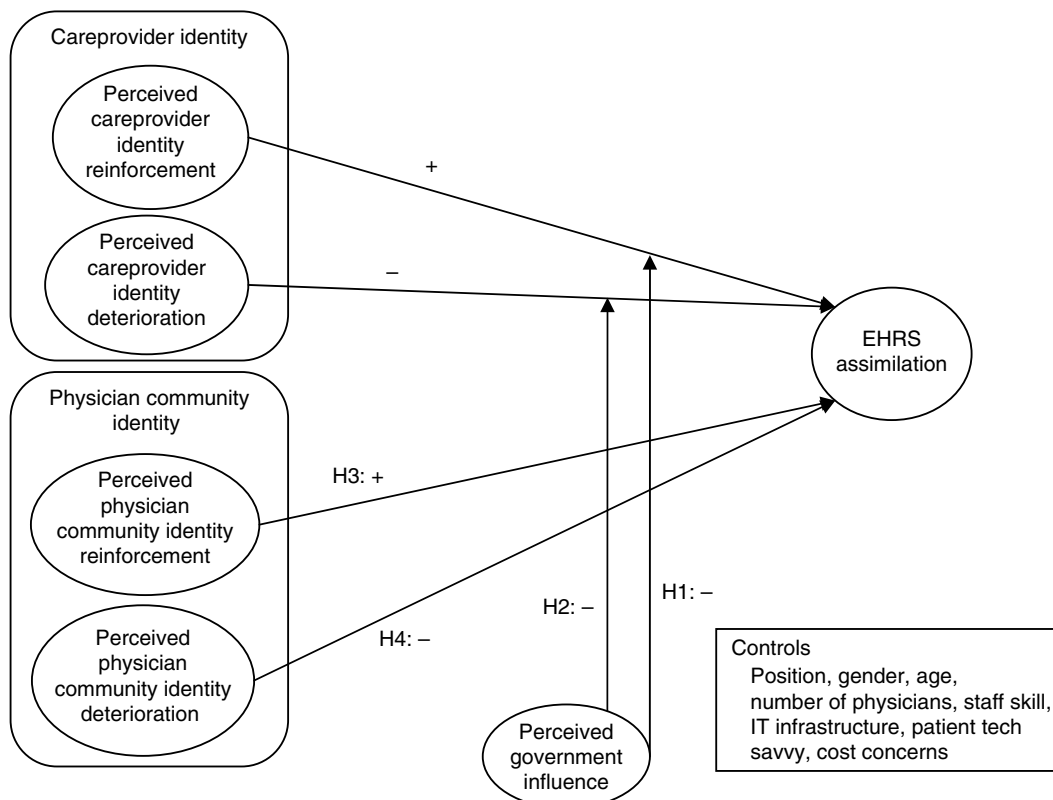 Careprovider identity
Perceived
careprovider
identity
reinforcement
+
Perceived
careprovider
identity
deterioration
–
EHRS
assimilation
Physician community
identity
Perceived
physician
community identity
reinforcement
H3: +
Perceived
physician
community identity
deterioration
H4: –
H2: –
H1: –
Perceived
government
influence
Controls
Position, gender, age,
number of physicians, staff skill,
IT infrastructure, patient tech
savvy, cost concerns